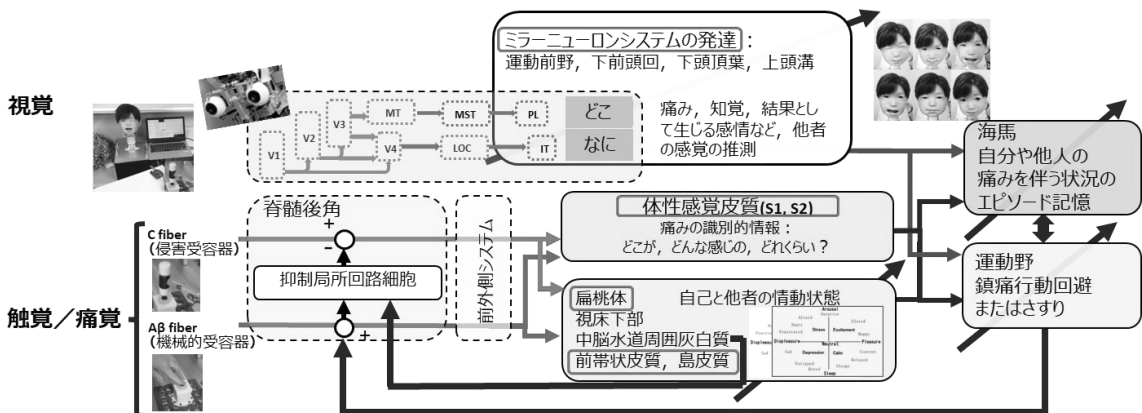 ミラーニューロンシステムの発達：
運動前野，下前頭回，下頭頂葉，上頭溝
痛み，知覚，結果とし
て生じる感情など，他者
の感覚の推測
視覚
V1
V2
V3
V4
MT
MST
PL
LOC
IT
どこ
なに
海馬
自分や他人の
痛みを伴う状況の
エピソード記憶
脊髄後角
+
−
抑制局所回路細胞
+
前外側システム
C fiber
(侵害受容器)
触覚／痛覚
Aβ fiber
(機械的受容器)
体性感覚皮質(S1, S2)
痛みの識別的情報：
どこが，どんな感じの，どれくらい？
扁桃体
視床下部
中脳水道周囲灰白質
前帯状皮質，島皮質
自己と他者の情動状態
Arousal
Stress
Excitement
Neutral
Displeasure
Pleasure
Depression
Calm
Sleep
運動野
鎮痛行動回避
またはさすり